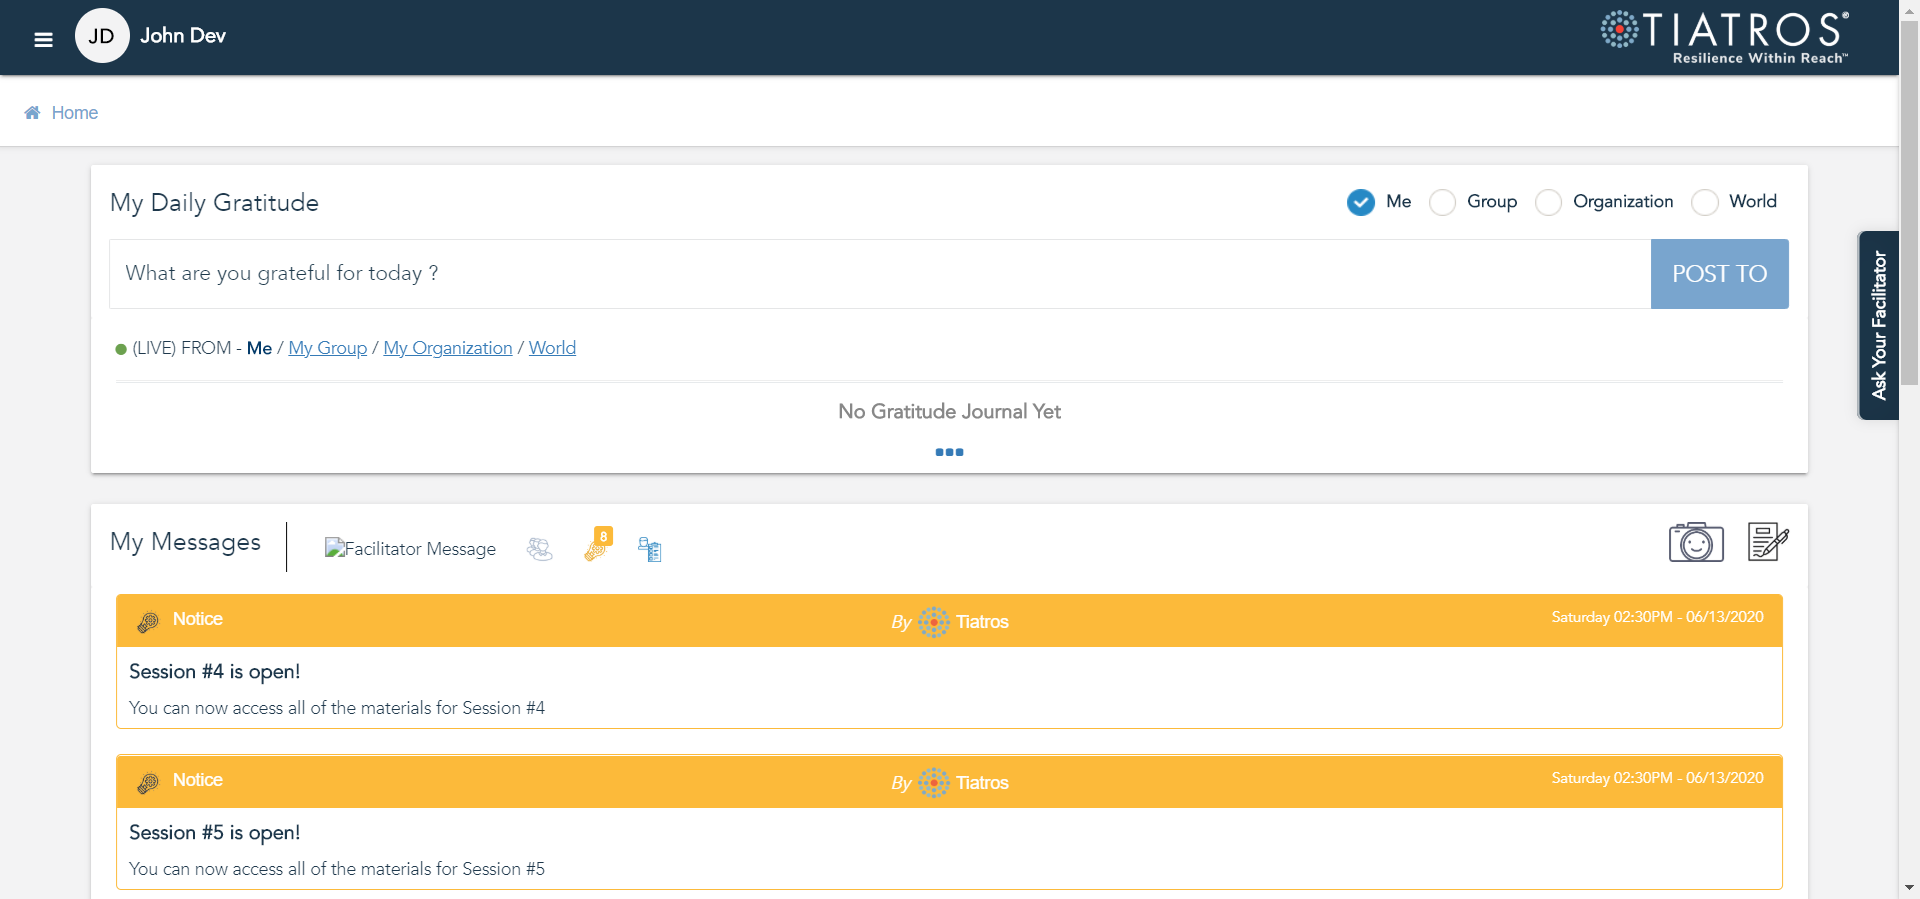 JD John Dev
TIATROS®
Resilience Within Reach™
Home
My Daily Gratitude
Me Group Organization World
What are you grateful for today ?
POST TO
(LIVE) FROM - Me / My Group / My Organization / World
No Gratitude Journal Yet
Ask Your Facilitator
My Messages
Facilitator Message
8
Notice By Tiatros Saturday 02:30PM - 06/13/2020
Session #4 is open!
You can now access all of the materials for Session #4
Notice By Tiatros Saturday 02:30PM - 06/13/2020
Session #5 is open!
You can now access all of the materials for Session #5